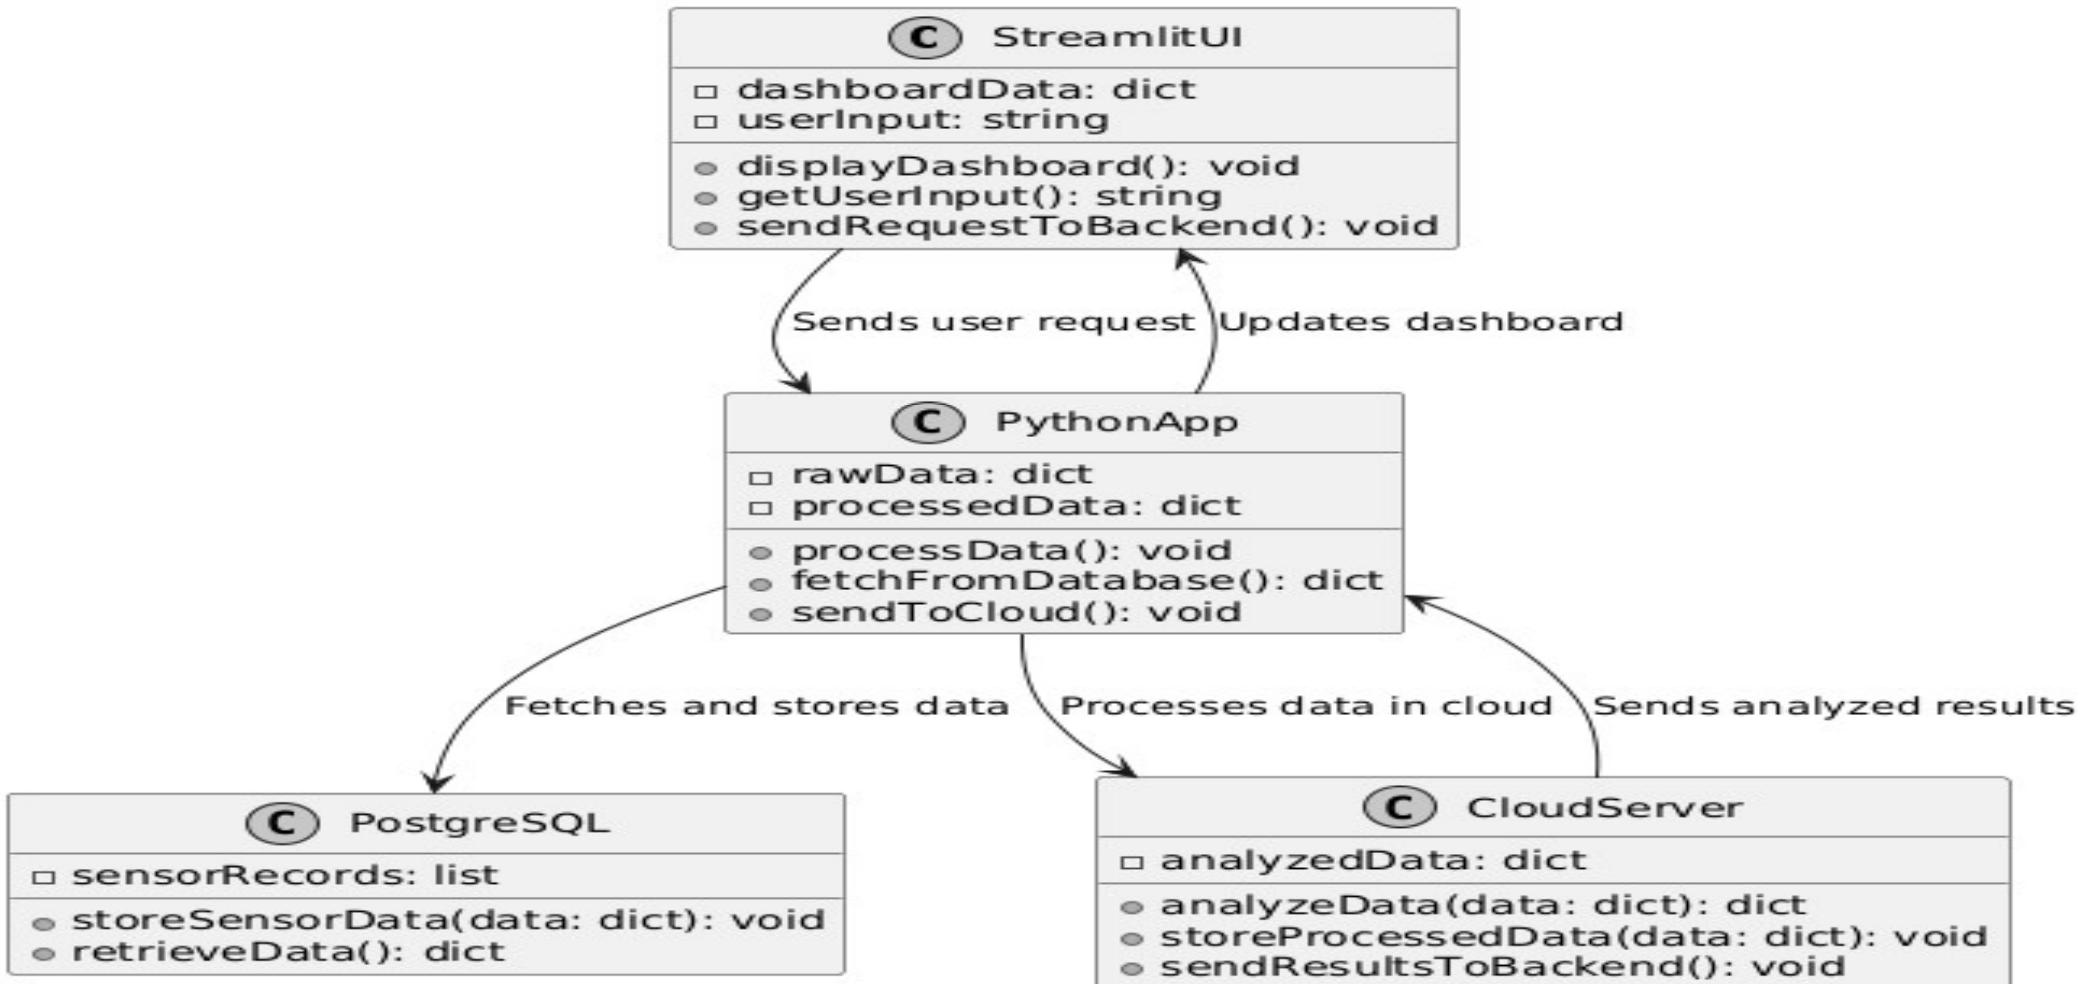 C StreamlitUI
dashboardData: dict
userInput: string
displayDashboard(): void
getUserInput(): string
sendRequestToBackend(): void
Sends user request
Updates dashboard
C PythonApp
rawData: dict
processedData: dict
processData(): void
fetchFromDatabase(): dict
sendToCloud(): void
Fetches and stores data
Processes data in cloud
Sends analyzed results
C PostgreSQL
sensorRecords: list
storeSensorData(data: dict): void
retrieveData(): dict
C CloudServer
analyzedData: dict
analyzeData(data: dict): dict
storeProcessedData(data: dict): void
sendResultsToBackend(): void